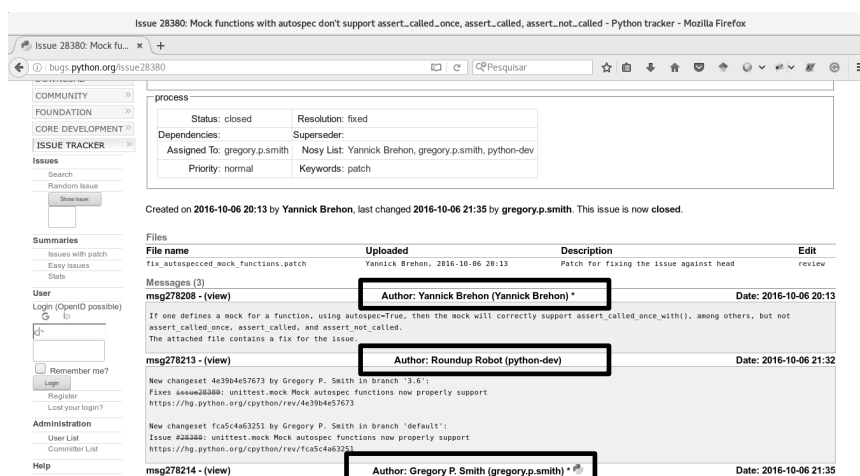 Issue 28380: Mock functions with autospec don't support assert_called_once, assert_called, assert_not_called - Python tracker - Mozilla Firefox
Issue 28380: Mock fu... × +
bugs.python.org/issue28380
Pesquisar
COMMUNITY »
FOUNDATION »
CORE DEVELOPMENT »
ISSUE TRACKER »
Issues
Search
Random Issue
Show issue:
Summaries
Issues with patch
Easy issues
Stats
User
Login (OpenID possible)
Remember me?
Login
Register
Lost your login?
Administration
User List
Committer List
Help
process
Status: closed Resolution: fixed
Dependencies: Superseder:
Assigned To: gregory.p.smith Nosy List: Yannick Brehon, gregory.p.smith, python-dev
Priority: normal Keywords: patch
Created on 2016-10-06 20:13 by Yannick Brehon, last changed 2016-10-06 21:35 by gregory.p.smith. This issue is now closed.
Files
File name Uploaded Description Edit
fix_autospecced_mock_functions.patch Yannick Brehon, 2016-10-06 20:13 Patch for fixing the issue against head review
Messages (3)
msg278208 - (view) Author: Yannick Brehon (Yannick Brehon) * Date: 2016-10-06 20:13
If one defines a mock for a function, using autospec=True, then the mock will correctly support assert_called_once_with(), among others, but not
assert_called_once, assert_called, and assert_not_called.
The attached file contains a fix for the issue.
msg278213 - (view) Author: Roundup Robot (python-dev) Date: 2016-10-06 21:32
New changeset 4e39b4e57673 by Gregory P. Smith in branch '3.6':
Fixes issue28380: unittest.mock Mock autospec functions now properly support
https://hg.python.org/cpython/rev/4e39b4e57673
New changeset fca5c4a63251 by Gregory P. Smith in branch 'default':
Issue #28380: unittest.mock Mock autospec functions now properly support
https://hg.python.org/cpython/rev/fca5c4a63251
msg278214 - (view) Author: Gregory P. Smith (gregory.p.smith) * Date: 2016-10-06 21:35